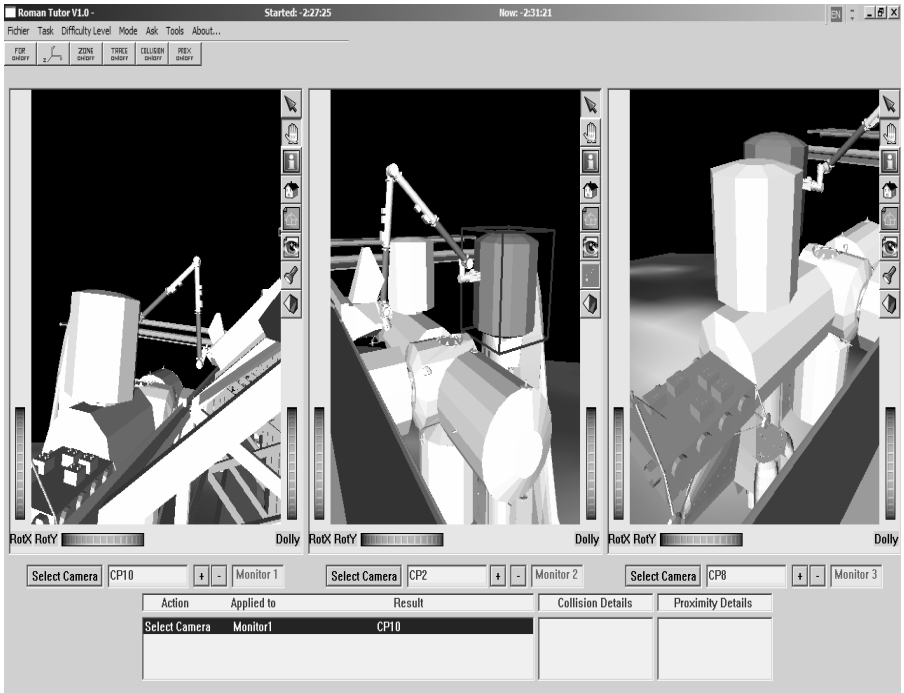 Roman Tutor V1.0 - Started: -2:27:25 Now: -2:31:21 EN
Fichier Task Difficulty Level Mode Ask Tools About...
FOR ON/OFF ZONE ON/OFF TRACE ON/OFF COLLISION ON/OFF PROX ON/OFF
RotX RotY Dolly RotX RotY Dolly RotX RotY Dolly
Select Camera CP10 + - Monitor 1 Select Camera CP2 + - Monitor 2 Select Camera CP8 + - Monitor 3
Action Applied to Result Collision Details Proximity Details
Select Camera Monitor1 CP10